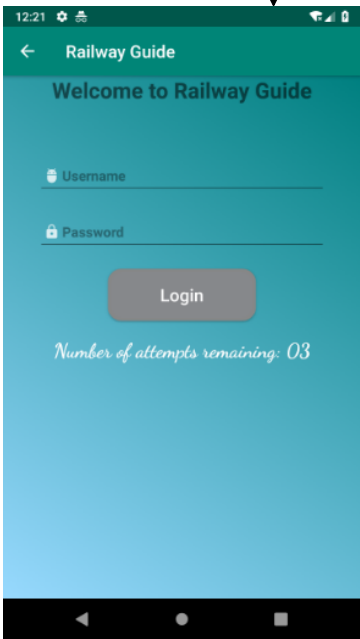 12:21
Railway Guide
Welcome to Railway Guide
Username
Password
Login
Number of attempts remaining: 03